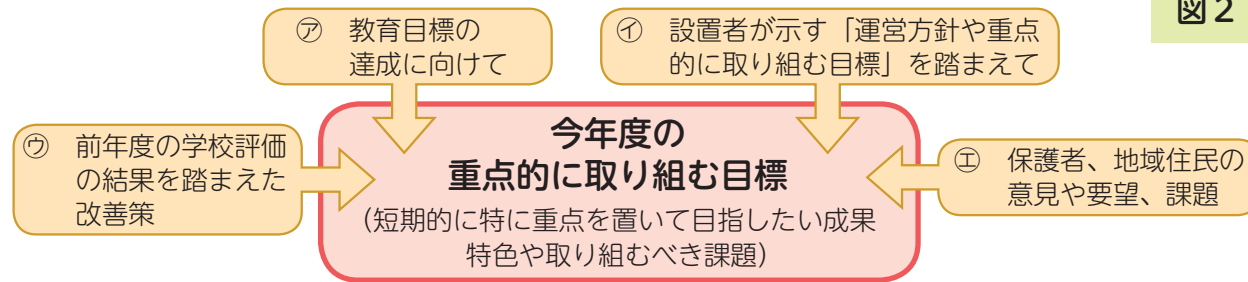 図2
㋐ 教育目標の
達成に向けて
㋑ 設置者が示す「運営方針や重点
的に取り組む目標」を踏まえて
㋒ 前年度の学校評価
の結果を踏まえた
改善策
今年度の
重点的に取り組む目標
(短期的に特に重点を置いて目指したい成果
特色や取り組むべき課題)
㋓ 保護者、地域住民の
意見や要望、課題